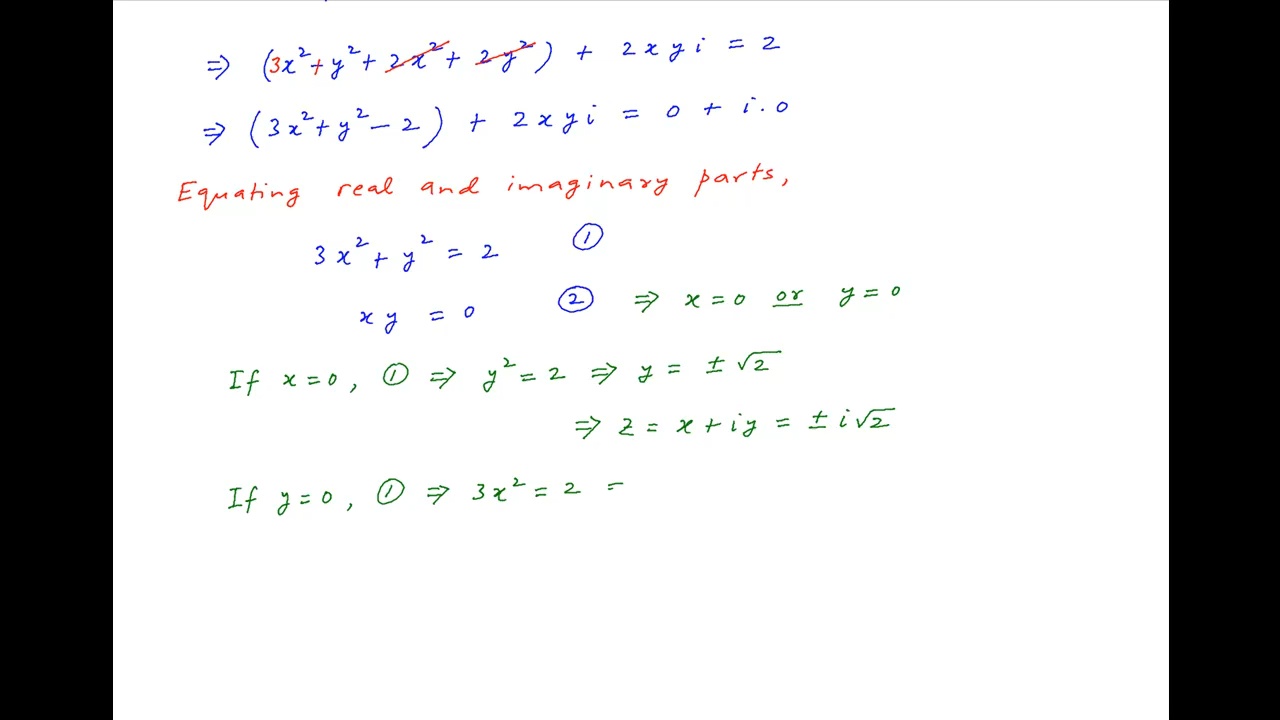 ⇒ (3x² + y² + 2x² + 2y²) + 2xyi = 2
⇒ (3x² + y² − 2) + 2xyi = 0 + i.0
Equating real and imaginary parts,
3x² + y² = 2 ①
xy = 0 ② ⇒ x = 0 or y = 0
If x = 0, ① ⇒ y² = 2 ⇒ y = ± √2
⇒ z = x + iy = ± i√2
If y = 0, ① ⇒ 3x² = 2 =